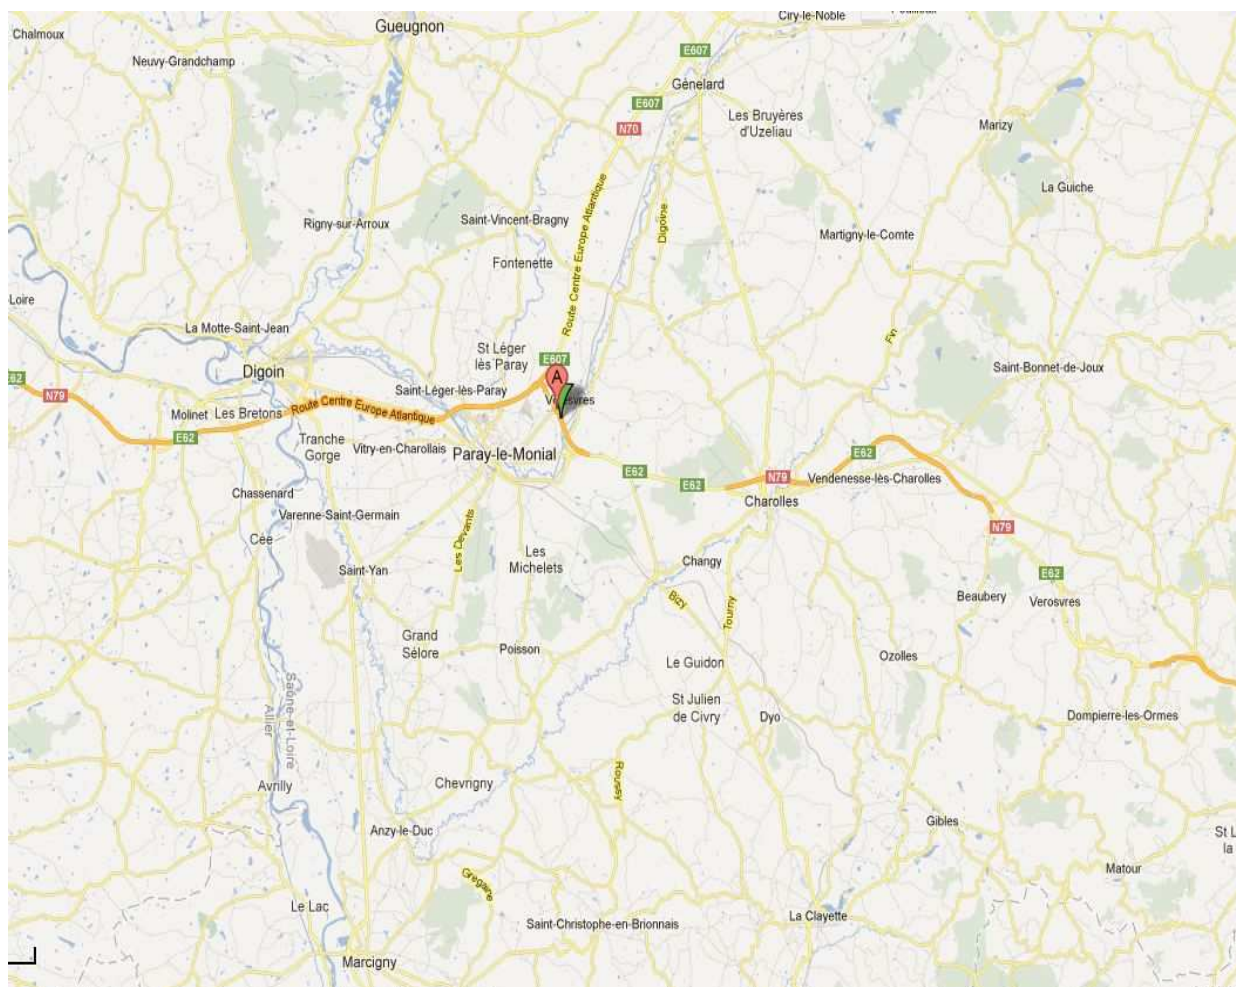 Ciry-le-Noble
Gueugnon
Chalmoux
E607
Neuvy-Grandchamp
Génelard
E607
Les Bruyères
d'Uzeliau
N70
Marizy
La Guiche
Rigny-sur-Arroux
Saint-Vincent-Bragny
Route Centre Europe Atlantique
Digoine
Martigny-le-Comte
Fontenette
-Loire
La Motte-Saint-Jean
Fvn
St Léger
lès Paray
E607
Saint-Bonnet-de-Joux
Digoin
E62
A
N79
Saint-Léger-lès-Paray
Molinet
Les Bretons
Route Centre Europe Atlantique
E62
Tranche
Gorge
Vitry-en-Charollais
Paray-le-Monial
E62
E62
N79
E62
Vendenesse-lès-Charolles
Charolles
Chassenard
Varenne-Saint-Germain
Les Devants
N79
Cée
Les
Michelets
Changy
Saint-Yan
E62
Bizy
Tourny
Beaubery
Verosvres
Grand
Sélore
Poisson
Le Guidon
Ozolles
Saône-et-Loire
Allier
St Julien
de Civry
Dyo
Dompierre-les-Ormes
Avrilly
Chevrigny
Roussy
Anzy-le-Duc
Gibles
St L
la
Matour
Gregaine
Le Lac
Saint-Christophe-en-Brionnais
La Clayette
Marcigny